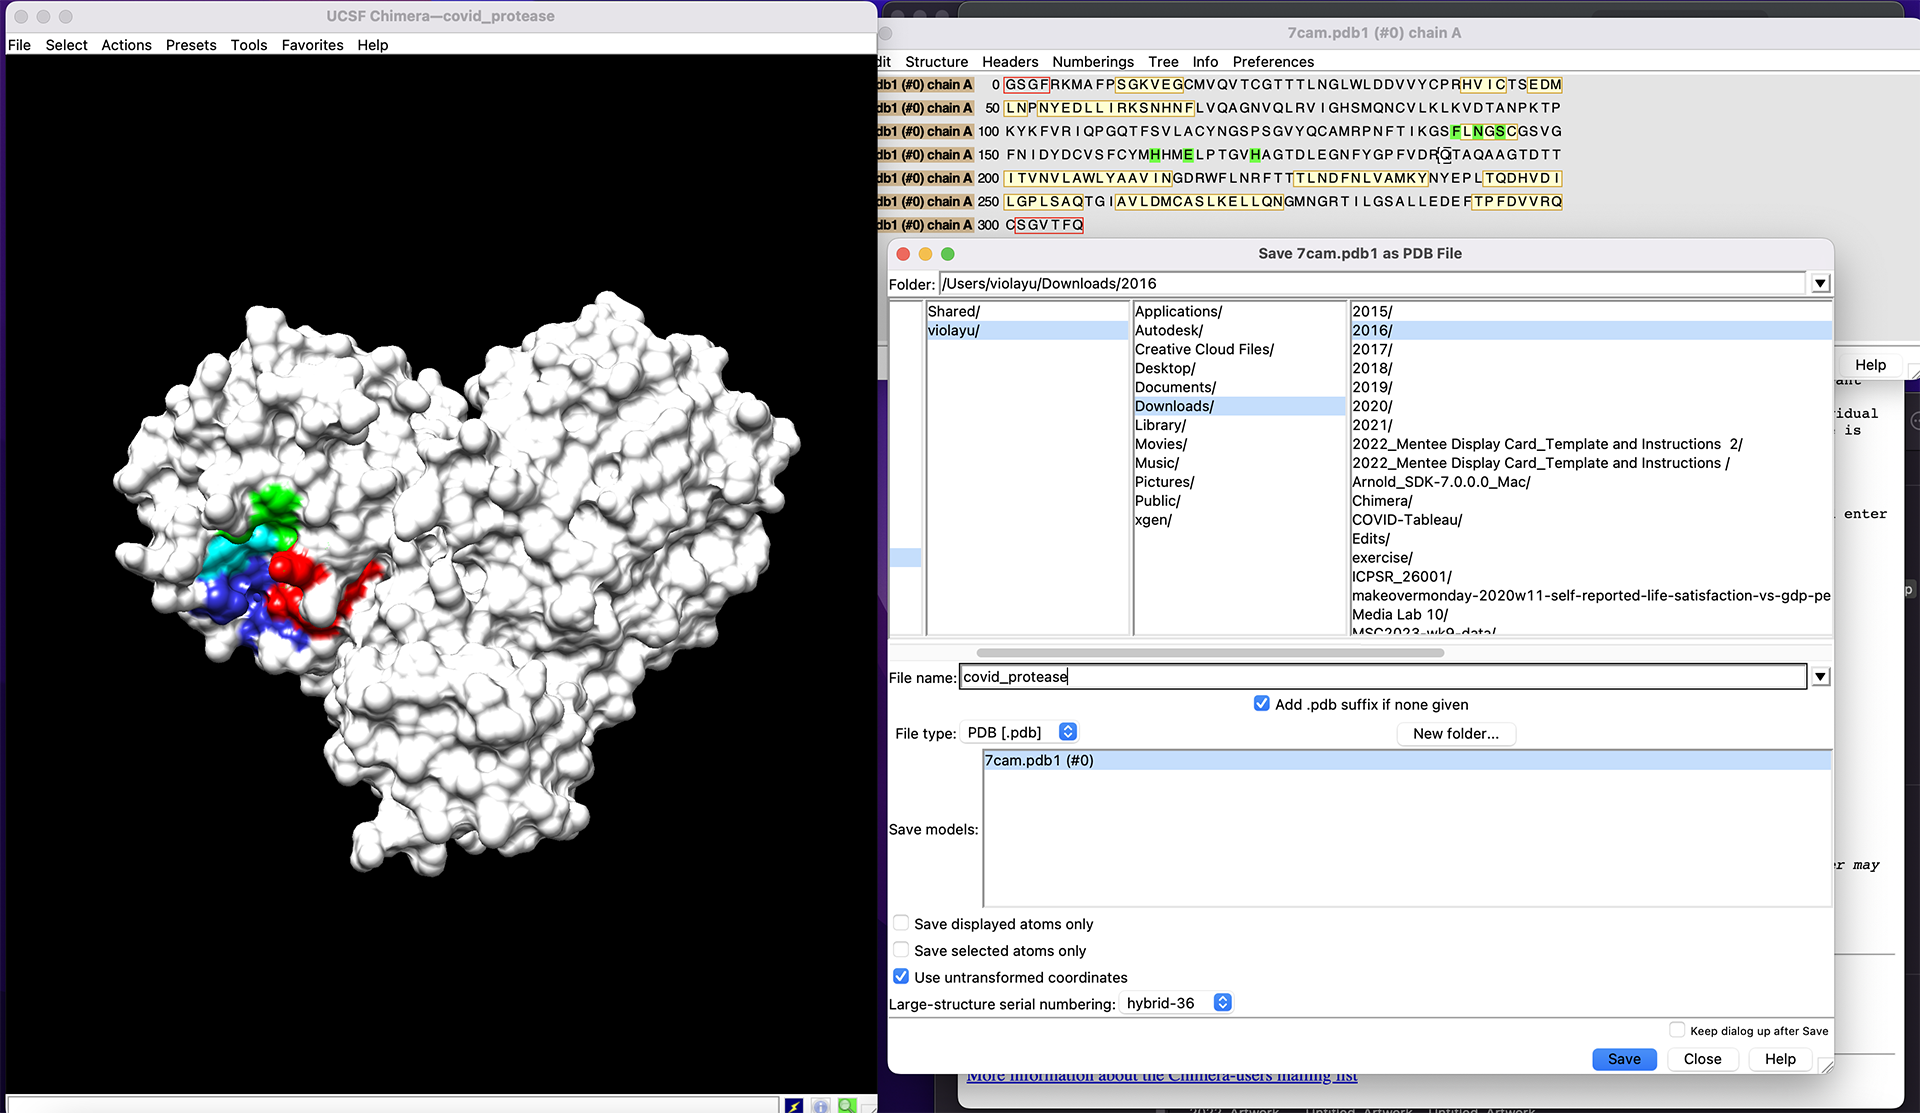 UCSF Chimera—covid_protease
File Select Actions Presets Tools Favorites Help
7cam.pdb1 (#0) chain A
dit Structure Headers Numberings Tree Info Preferences
db1 (#0) chain A 0 GSGFRKMAFPSGKVEGCMVQVTCGTTTLNGLWLDDVVYCPRHVICTSEDM
db1 (#0) chain A 50 LNPNYEDLLIRKSNHNFLVQAGNVQLRVIGHSMQNCVLKLKVDTANPKTP
db1 (#0) chain A 100 KYKFVRIQPGQTFSVLACYNGSPSGVYQCAMRPNFTIKGSFLNGSCGSVG
db1 (#0) chain A 150 FNIDYDCVSFCYMHHMELPTGVHAGTDLEGNFYGPFVDRQTAQAAGTDTT
db1 (#0) chain A 200 ITVNVLAWLYAAVINGDRWFLNRFTTTLNDFNLVAMKYNYEPLTQDHVDI
db1 (#0) chain A 250 LGPLSAQTGIAVLDMCASLKELLQNGMNGRTILGSALLEDEFTPFDVVRQ
db1 (#0) chain A 300 CSGVTFQ
Save 7cam.pdb1 as PDB File
Folder: /Users/violayu/Downloads/2016
Shared/
violayu/
Applications/
Autodesk/
Creative Cloud Files/
Desktop/
Documents/
Downloads/
Library/
Movies/
Music/
Pictures/
Public/
xgen/
2015/
2016/
2017/
2018/
2019/
2020/
2021/
2022_Mentee Display Card_Template and Instructions 2/
2022_Mentee Display Card_Template and Instructions /
Arnold_SDK-7.0.0.0_Mac/
Chimera/
COVID-Tableau/
Edits/
exercise/
ICPSR_26001/
makeovermonday-2020w11-self-reported-life-satisfaction-vs-gdp-pe
Media Lab 10/
MSC2023-wk9-data/
Help
idual
is
enter
er may
File name: covid_protease
Add .pdb suffix if none given
File type: PDB [.pdb]
New folder...
Save models: 7cam.pdb1 (#0)
Save displayed atoms only
Save selected atoms only
Use untransformed coordinates
Large-structure serial numbering: hybrid-36
Keep dialog up after Save
Save Close Help
More information about the Chimera-users mailing list